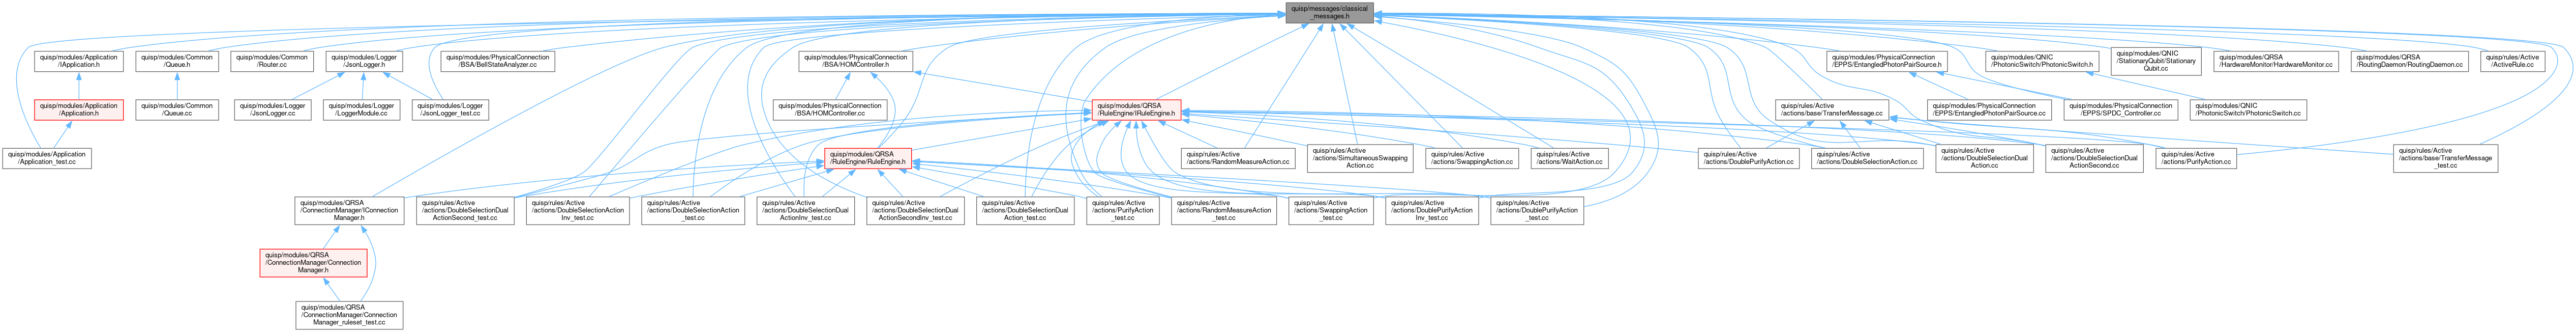 quisp/messages/classical
_messages.h
quisp/modules/Application
/IApplication.h
quisp/modules/Common
/Queue.h
quisp/modules/Common
/Router.cc
quisp/modules/Logger
/JsonLogger.h
quisp/modules/PhysicalConnection
/BSA/BellStateAnalyzer.cc
quisp/modules/PhysicalConnection
/BSA/HOMController.h
quisp/modules/PhysicalConnection
/EPPS/EntangledPhotonPairSource.h
quisp/modules/QNIC
/PhotonicSwitch/PhotonicSwitch.h
quisp/modules/QNIC
/StationaryQubit/Stationary
Qubit.cc
quisp/modules/QRSA
/HardwareMonitor/HardwareMonitor.cc
quisp/modules/QRSA
/RoutingDaemon/RoutingDaemon.cc
quisp/rules/Active
/ActiveRule.cc
quisp/modules/Application
/Application.h
quisp/modules/Common
/Queue.cc
quisp/modules/Logger
/JsonLogger.cc
quisp/modules/Logger
/LoggerModule.cc
quisp/modules/Logger
/JsonLogger_test.cc
quisp/modules/PhysicalConnection
/BSA/HOMController.cc
quisp/modules/QRSA
/RuleEngine/IRuleEngine.h
quisp/rules/Active
/actions/base/TransferMessage.cc
quisp/modules/PhysicalConnection
/EPPS/EntangledPhotonPairSource.cc
quisp/modules/PhysicalConnection
/EPPS/SPDC_Controller.cc
quisp/modules/QNIC
/PhotonicSwitch/PhotonicSwitch.cc
quisp/modules/Application
/Application_test.cc
quisp/modules/QRSA
/RuleEngine/RuleEngine.h
quisp/rules/Active
/actions/RandomMeasureAction.cc
quisp/rules/Active
/actions/SimultaneousSwapping
Action.cc
quisp/rules/Active
/actions/SwappingAction.cc
quisp/rules/Active
/actions/WaitAction.cc
quisp/rules/Active
/actions/DoublePurifyAction.cc
quisp/rules/Active
/actions/DoubleSelectionAction.cc
quisp/rules/Active
/actions/DoubleSelectionDual
Action.cc
quisp/rules/Active
/actions/DoubleSelectionDual
ActionSecond.cc
quisp/rules/Active
/actions/PurifyAction.cc
quisp/rules/Active
/actions/base/TransferMessage
_test.cc
quisp/modules/QRSA
/ConnectionManager/IConnection
Manager.h
quisp/rules/Active
/actions/DoubleSelectionDual
ActionSecond_test.cc
quisp/rules/Active
/actions/DoubleSelectionAction
Inv_test.cc
quisp/rules/Active
/actions/DoubleSelectionAction
_test.cc
quisp/rules/Active
/actions/DoubleSelectionDual
ActionInv_test.cc
quisp/rules/Active
/actions/DoubleSelectionDual
ActionSecondInv_test.cc
quisp/rules/Active
/actions/DoubleSelectionDual
Action_test.cc
quisp/rules/Active
/actions/PurifyAction
_test.cc
quisp/rules/Active
/actions/RandomMeasureAction
_test.cc
quisp/rules/Active
/actions/SwappingAction
_test.cc
quisp/rules/Active
/actions/DoublePurifyAction
Inv_test.cc
quisp/rules/Active
/actions/DoublePurifyAction
_test.cc
quisp/modules/QRSA
/ConnectionManager/Connection
Manager.h
quisp/modules/QRSA
/ConnectionManager/Connection
Manager_ruleset_test.cc